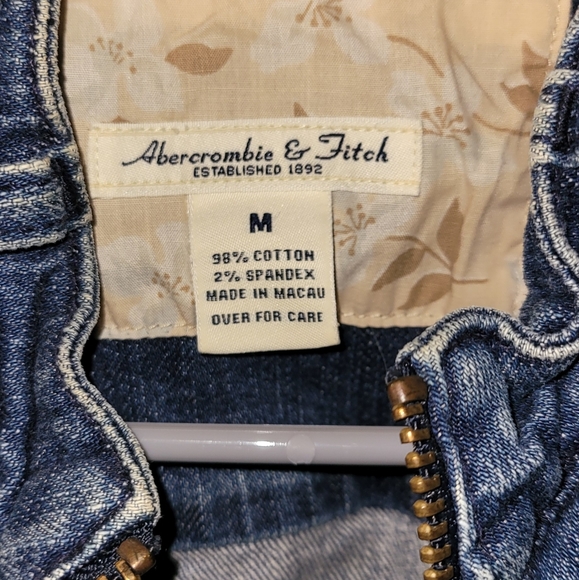 Abercrombie & Fitch
ESTABLISHED 1892
M
98% COTTON
2% SPANDEX
MADE IN MACAU
OVER FOR CARE